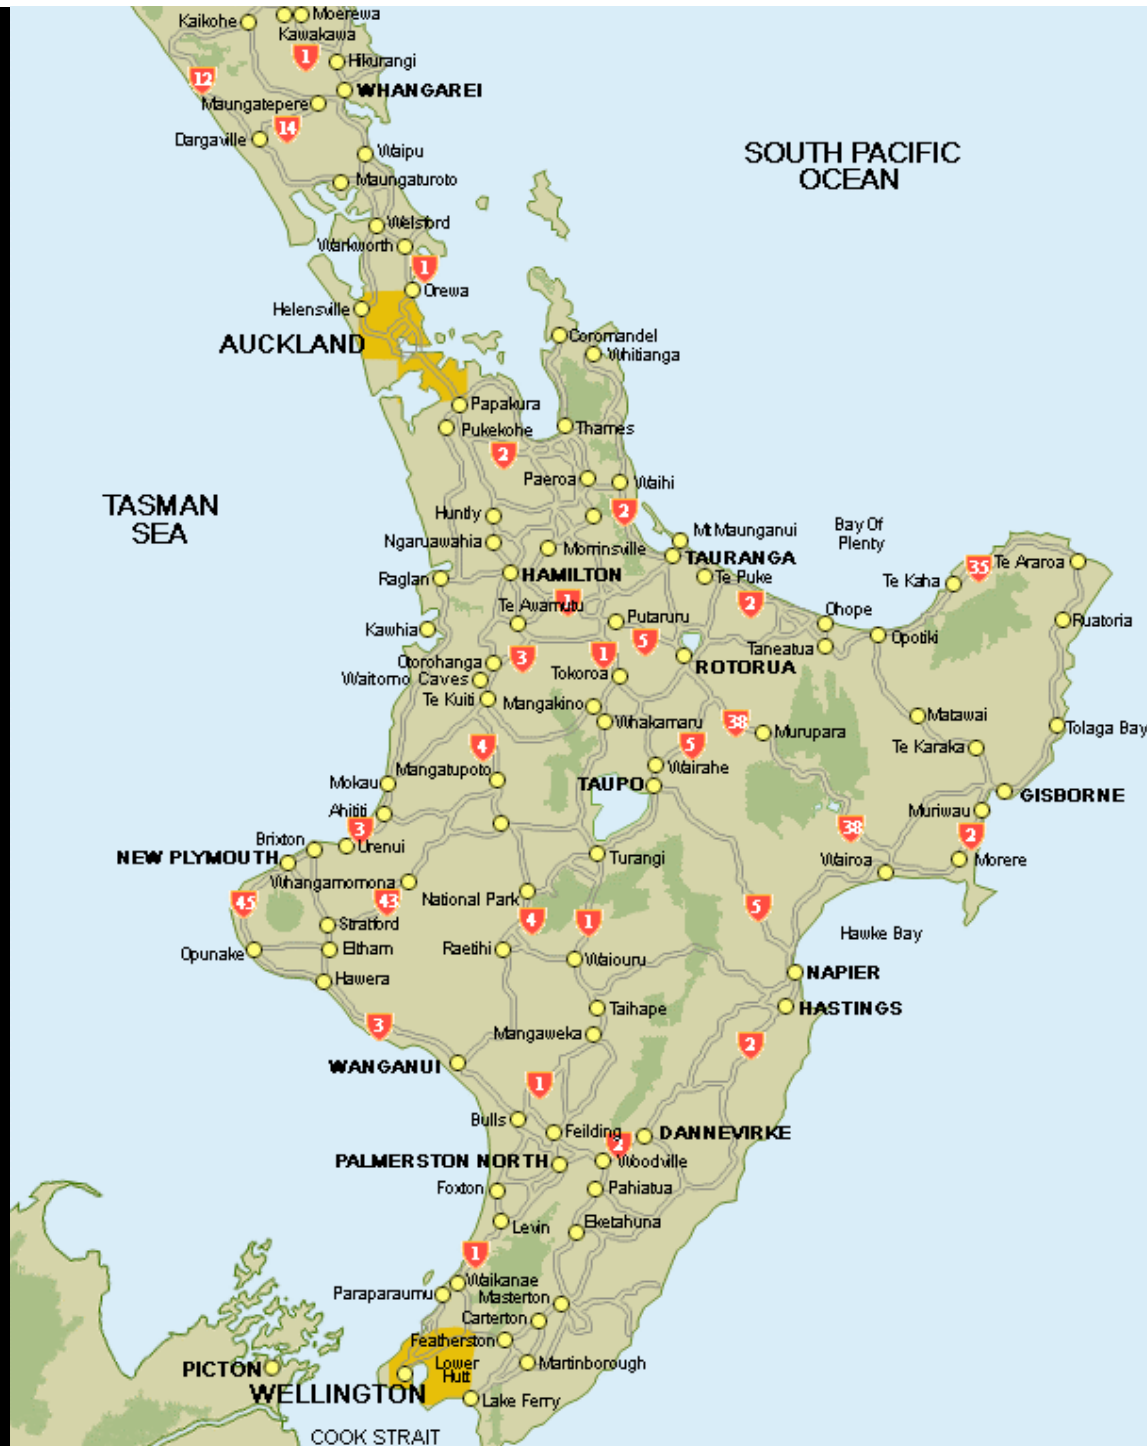 Moerewa
Kaikohe
Kawakawa
1
Hikurangi
12
WHANGAREI
Maungatepere
14
Dargaville
Waipu
SOUTH PACIFIC
OCEAN
Maungaturoto
Welsford
Warkworth
1
Orewa
Helensville
AUCKLAND
Coromandel
Whitianga
Papakura
Pukekohe
Thames
2
Paeroa
Waihi
TASMAN
SEA
Huntly
2
Mt Maunganui
Bay Of
Plenty
Ngaruawahia
Morrinsville
TAURANGA
35
Te Araroa
Raglan
HAMILTON
Te Puke
Te Kaha
1
2
Te Awamutu
Putaruru
Ohope
Ruatoria
Kawhia
5
Opotiki
Taneatua
Otorohanga
3
1
ROTORUA
Waitomo Caves
Tokoroa
Te Kuiti
Mangakino
Whakamaru
38
Murupara
Matawai
Tolaga Bay
4
5
Te Karaka
Mangatupoto
Wairahe
Mokau
TAUPO
GISBORNE
Ahititi
Muriwau
3
38
2
Brixton
Urenui
NEW PLYMOUTH
Turangi
Wairoa
Morere
Whangamomona
National Park
45
43
4
1
5
Stratford
Hawke Bay
Opunake
Eltham
Raetihi
Waiouru
NAPIER
Hawera
Taihape
HASTINGS
3
Mangaweka
2
WANGANUI
1
Bulls
Feilding
2
DANNEVIRKE
PALMERSTON NORTH
Woodville
Foxton
Pahiatua
Levin
Eketahuna
1
Waikanae
Paraparaumu
Masterton
Carterton
Featherston
Lower
Hutt
Martinborough
PICTON
WELLINGTON
Lake Ferry
COOK STRAIT